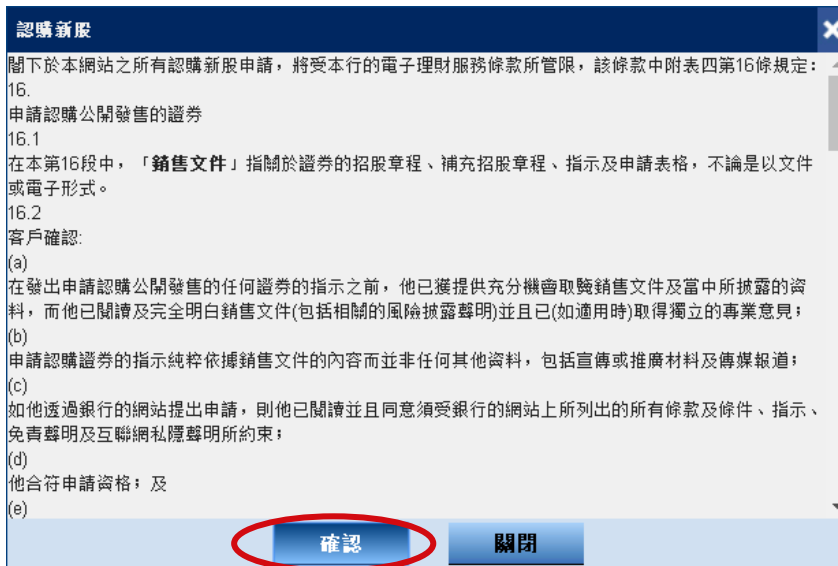 認購新股
閣下於本網站之所有認購新股申請，將受本行的電子理財服務條款所管限，該條款中附表四第16條規定：
16.
申請認購公開發售的證券
16.1
在本第16段中，「銷售文件」指關於證券的招股章程、補充招股章程、指示及申請表格，不論是以文件
或電子形式。
16.2
客戶確認:
(a)
在發出申請認購公開發售的任何證券的指示之前，他已獲提供充分機會取覽銷售文件及當中所披露的資
料，而他已閱讀及完全明白銷售文件(包括相關的風險披露聲明)並且已(如適用時)取得獨立的專業意見；
(b)
申請認購證券的指示純粹依據銷售文件的內容而並非任何其他資料，包括宣傳或推廣材料及傳媒報道；
(c)
如他透過銀行的網站提出申請，則他已閱讀並且同意須受銀行的網站上所列出的所有條款及條件、指示、
免責聲明及互聯網私隱聲明所約束；
(d)
他合符申請資格；及
(e)
確認
關閉